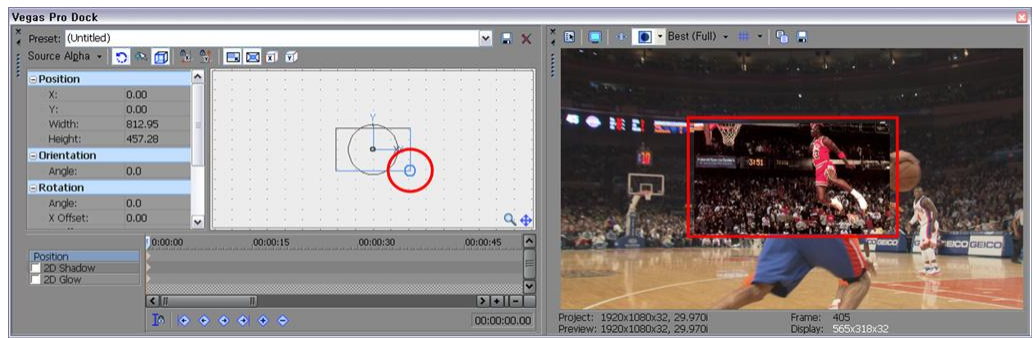 Vegas Pro Dock
Preset: (Untitled)
Source Alpha
Position
X: 0.00
Y: 0.00
Width: 812.95
Height: 457.28
Orientation
Angle: 0.0
Rotation
Angle: 0.0
X Offset: 0.00
Y
X
0:00:00 00:00:15 00:00:30 00:00:45
Position
2D Shadow
2D Glow
00:00:00.00
Best (Full)
GEICO GEICO
Project: 1920x1080x32, 29.970i
Preview: 1920x1080x32, 29.970i
Frame: 405
Display: 565x318x32